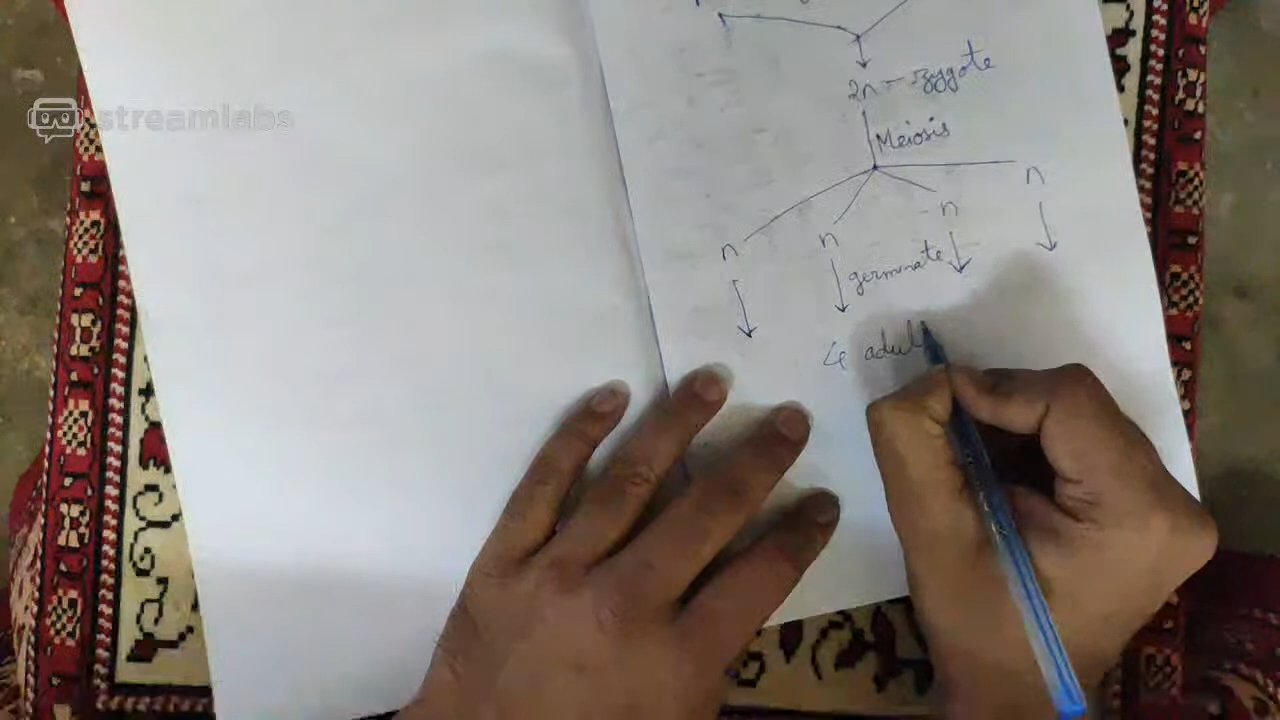 streamlabs
2n - zygote
Meiosis
n
n
n
n
germinate
4 adul